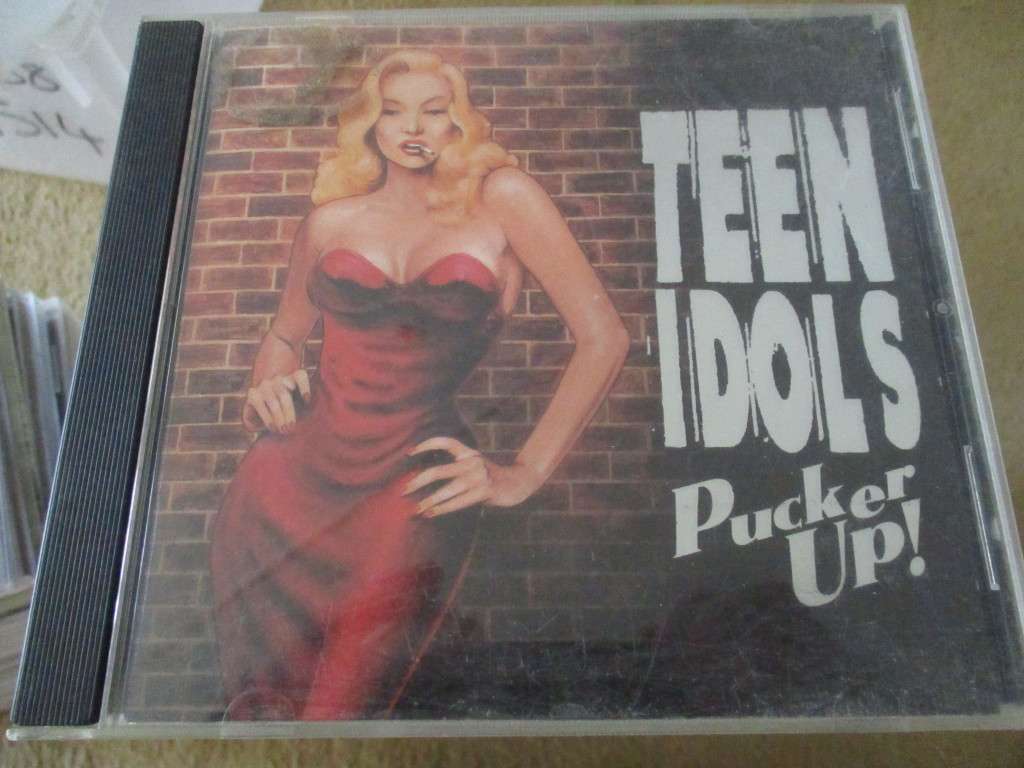 TEEN
IDOLS
Pucker
Up!